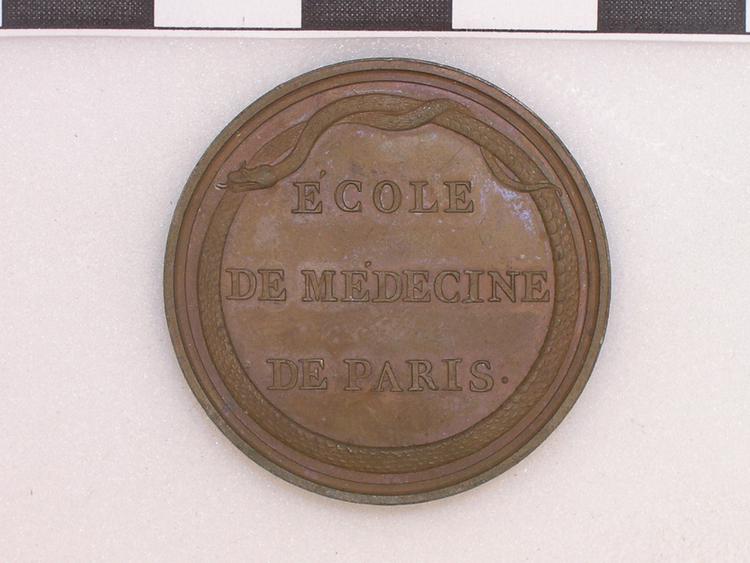 ÉCOLE
DE MÉDECINE
DE PARIS.